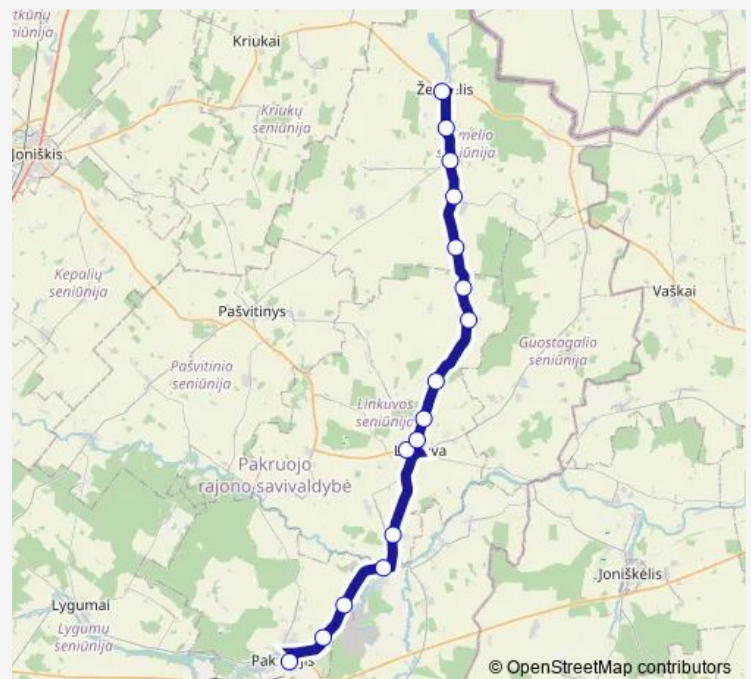 Kriukai
Kriukų
seniūnija
Joniškis
seniūnija
Kepalių
seniūnija
Pašvitinys
Vaškai
Pašvitinio
seniūnija
Guostagalio
seniūnija
Linkuvos
seniūnija
Pakruojo
rajono savivaldybė
Joniškėlis
Lygumai
Lygumų
seniūnija
© OpenStreetMap contributors